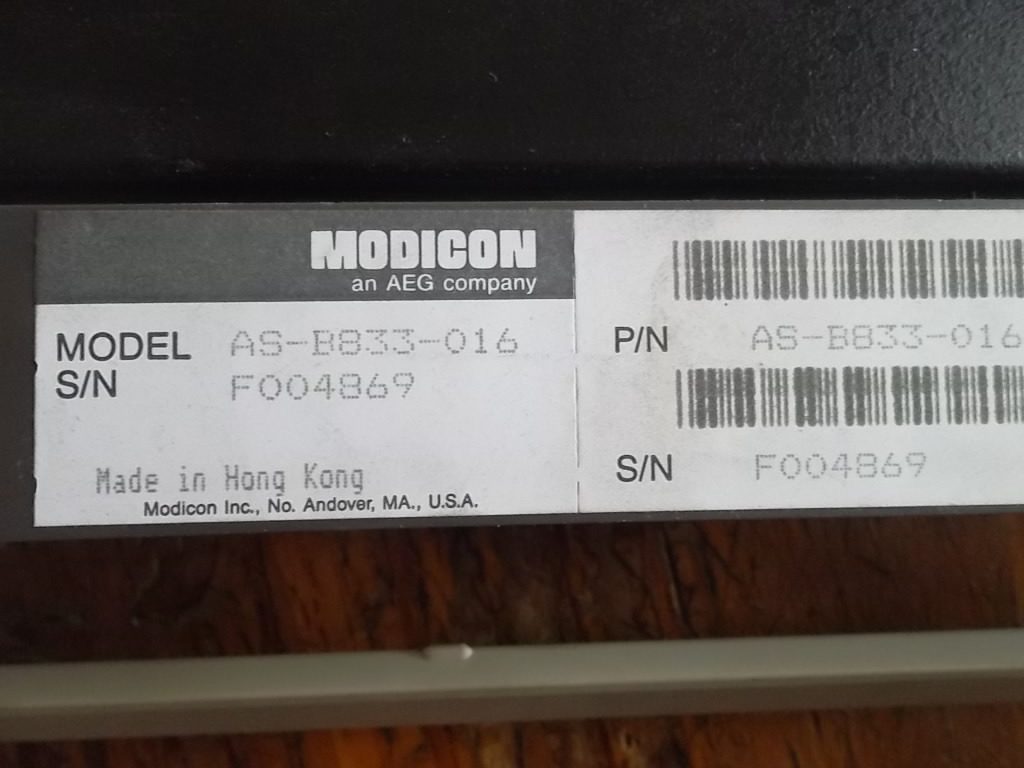 MODICON
an AEG company
MODEL AS-B833-016
S/N F004869
Made in Hong Kong
Modicon Inc., No. Andover, MA., U.S.A.
P/N AS-B833-016
S/N F004869